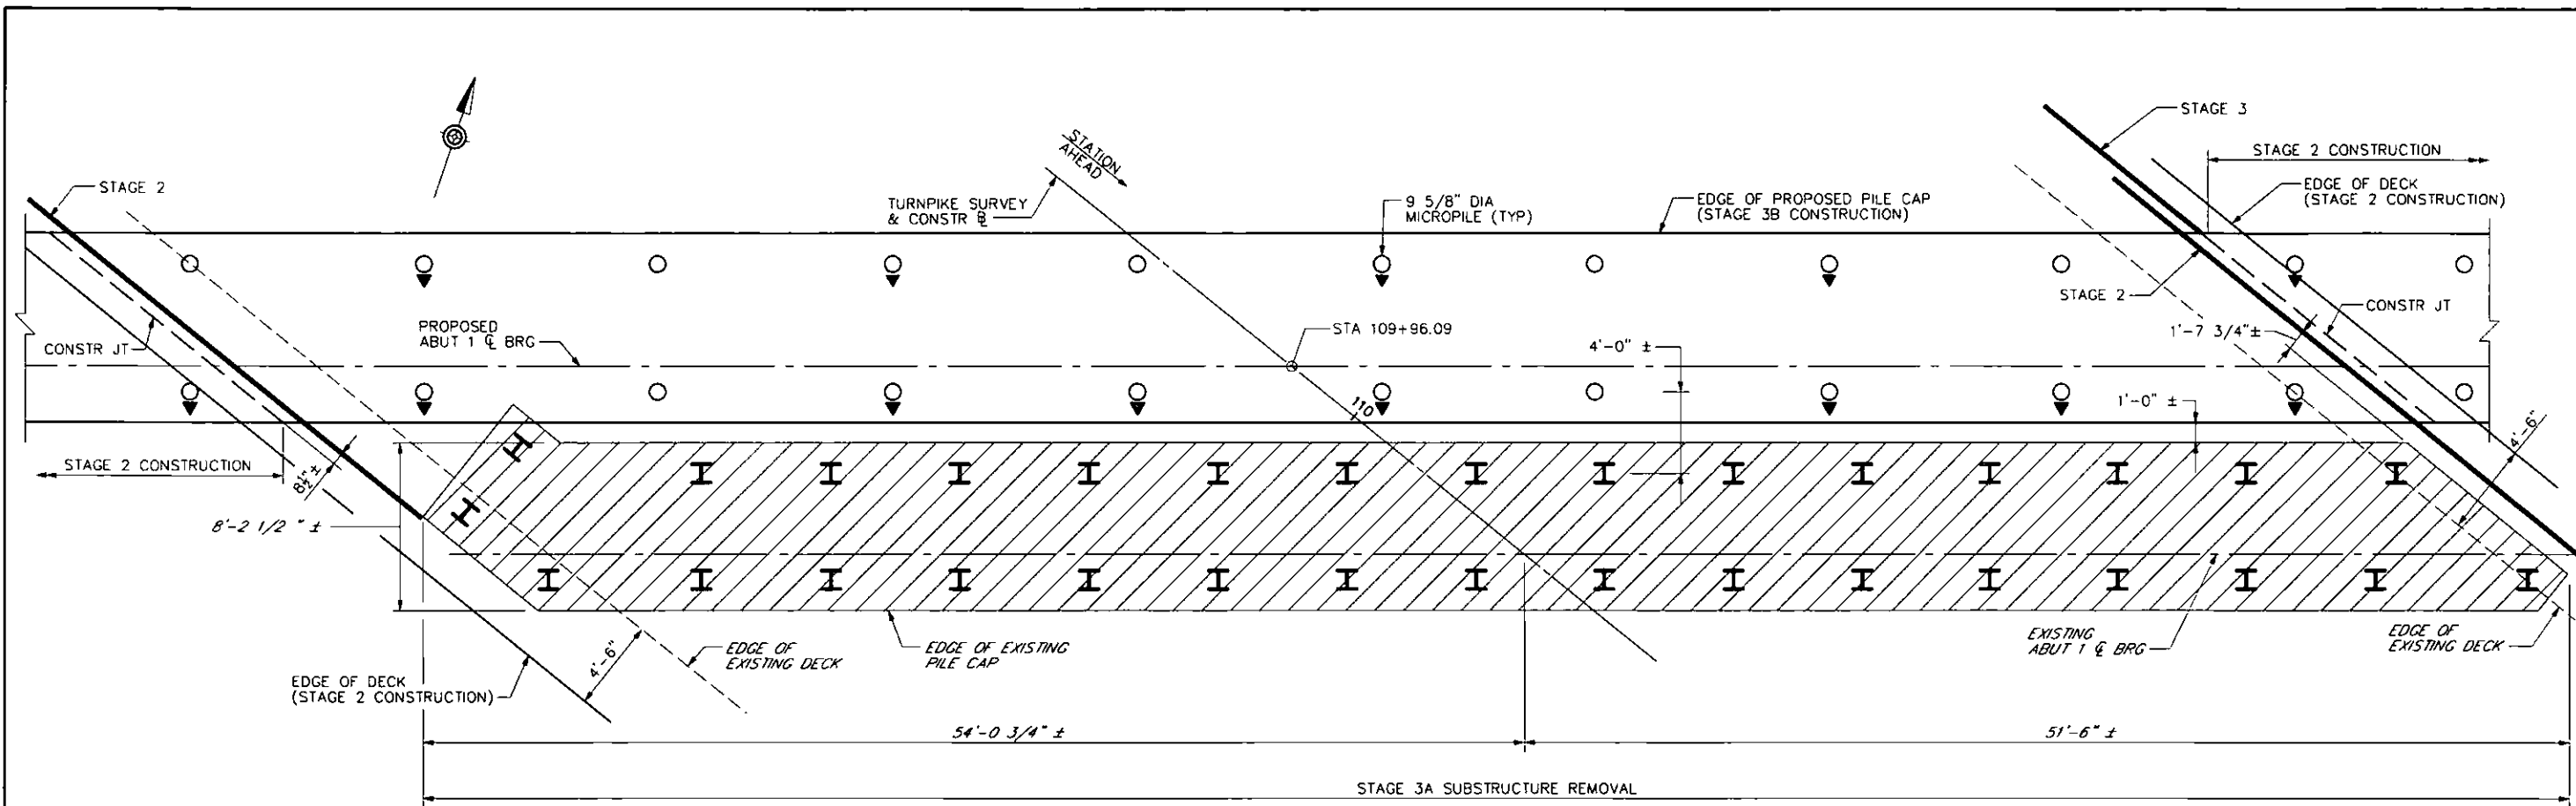 STAGE 3
STATION
AHEAD
STAGE 2 CONSTRUCTION
STAGE 2
EDGE OF DECK
(STAGE 2 CONSTRUCTION)
TURNPIKE SURVEY
& CONSTR ℄
9 5/8" DIA
MICROPILE (TYP)
EDGE OF PROPOSED PILE CAP
(STAGE 3B CONSTRUCTION)
STAGE 2
CONSTR JT
PROPOSED
ABUT 1 ℄ BRG
STA 109+96.09
4'-0" ±
1'-7 3/4"±
CONSTR JT
110
1'-0" ±
4'-6"
STAGE 2 CONSTRUCTION
8½"±
8'-2 1/2 " ±
EDGE OF
EXISTING DECK
EDGE OF EXISTING
PILE CAP
EXISTING
ABUT 1 ℄ BRG
EDGE OF
EXISTING DECK
4'-6"
EDGE OF DECK
(STAGE 2 CONSTRUCTION)
54'-0 3/4" ±
51'-6" ±
STAGE 3A SUBSTRUCTURE REMOVAL